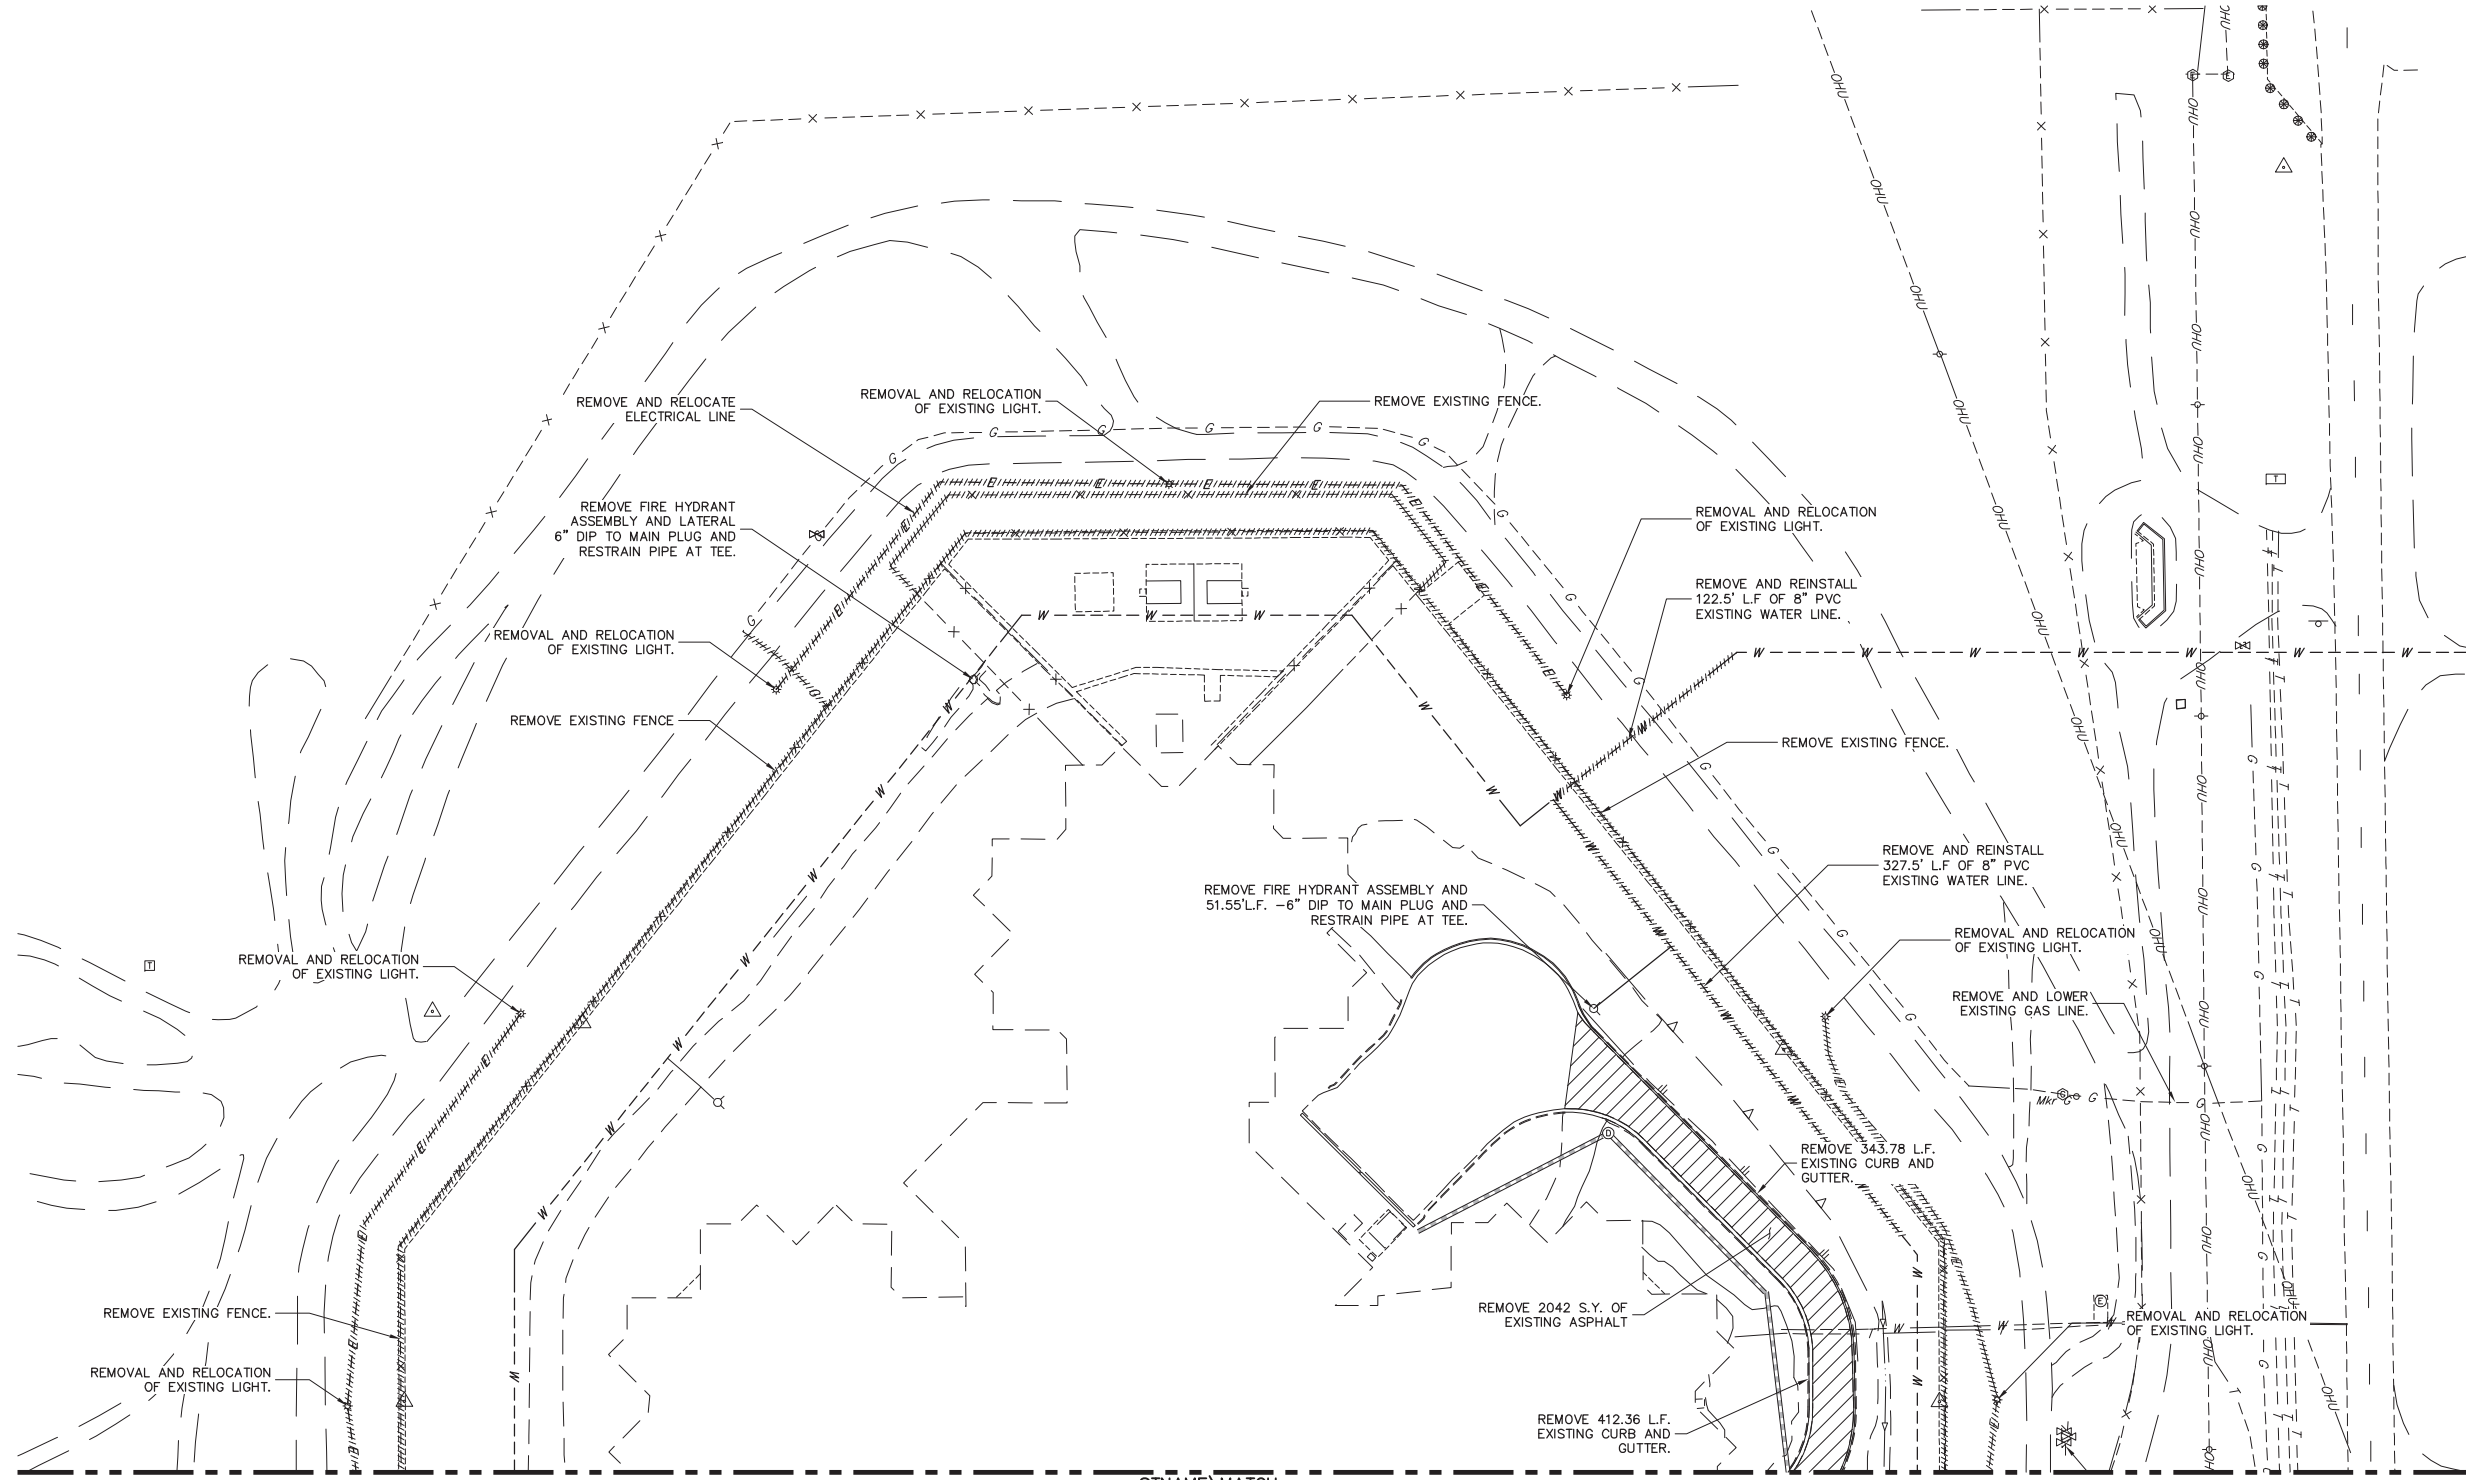 REMOVE AND RELOCATE
ELECTRICAL LINE
REMOVAL AND RELOCATION
OF EXISTING LIGHT.
REMOVE EXISTING FENCE.
REMOVE FIRE HYDRANT
ASSEMBLY AND LATERAL
6" DIP TO MAIN PLUG AND
RESTRAIN PIPE AT TEE.
REMOVAL AND RELOCATION
OF EXISTING LIGHT.
REMOVE AND REINSTALL
122.5' L.F OF 8" PVC
EXISTING WATER LINE.
REMOVAL AND RELOCATION
OF EXISTING LIGHT.
REMOVE EXISTING FENCE
REMOVE EXISTING FENCE.
REMOVE AND REINSTALL
327.5' L.F OF 8" PVC
EXISTING WATER LINE.
REMOVE FIRE HYDRANT ASSEMBLY AND
51.55'L.F. -6" DIP TO MAIN PLUG AND
RESTRAIN PIPE AT TEE.
REMOVAL AND RELOCATION
OF EXISTING LIGHT.
REMOVAL AND RELOCATION
OF EXISTING LIGHT.
REMOVE AND LOWER
EXISTING GAS LINE.
Mkr G
REMOVE 343.78 L.F.
EXISTING CURB AND
GUTTER.
REMOVE EXISTING FENCE.
REMOVE 2042 S.Y. OF
EXISTING ASPHALT
REMOVAL AND RELOCATION
OF EXISTING LIGHT.
REMOVAL AND RELOCATION
OF EXISTING LIGHT.
REMOVE 412.36 L.F.
EXISTING CURB AND
GUTTER.
OHU
G
W
E
T